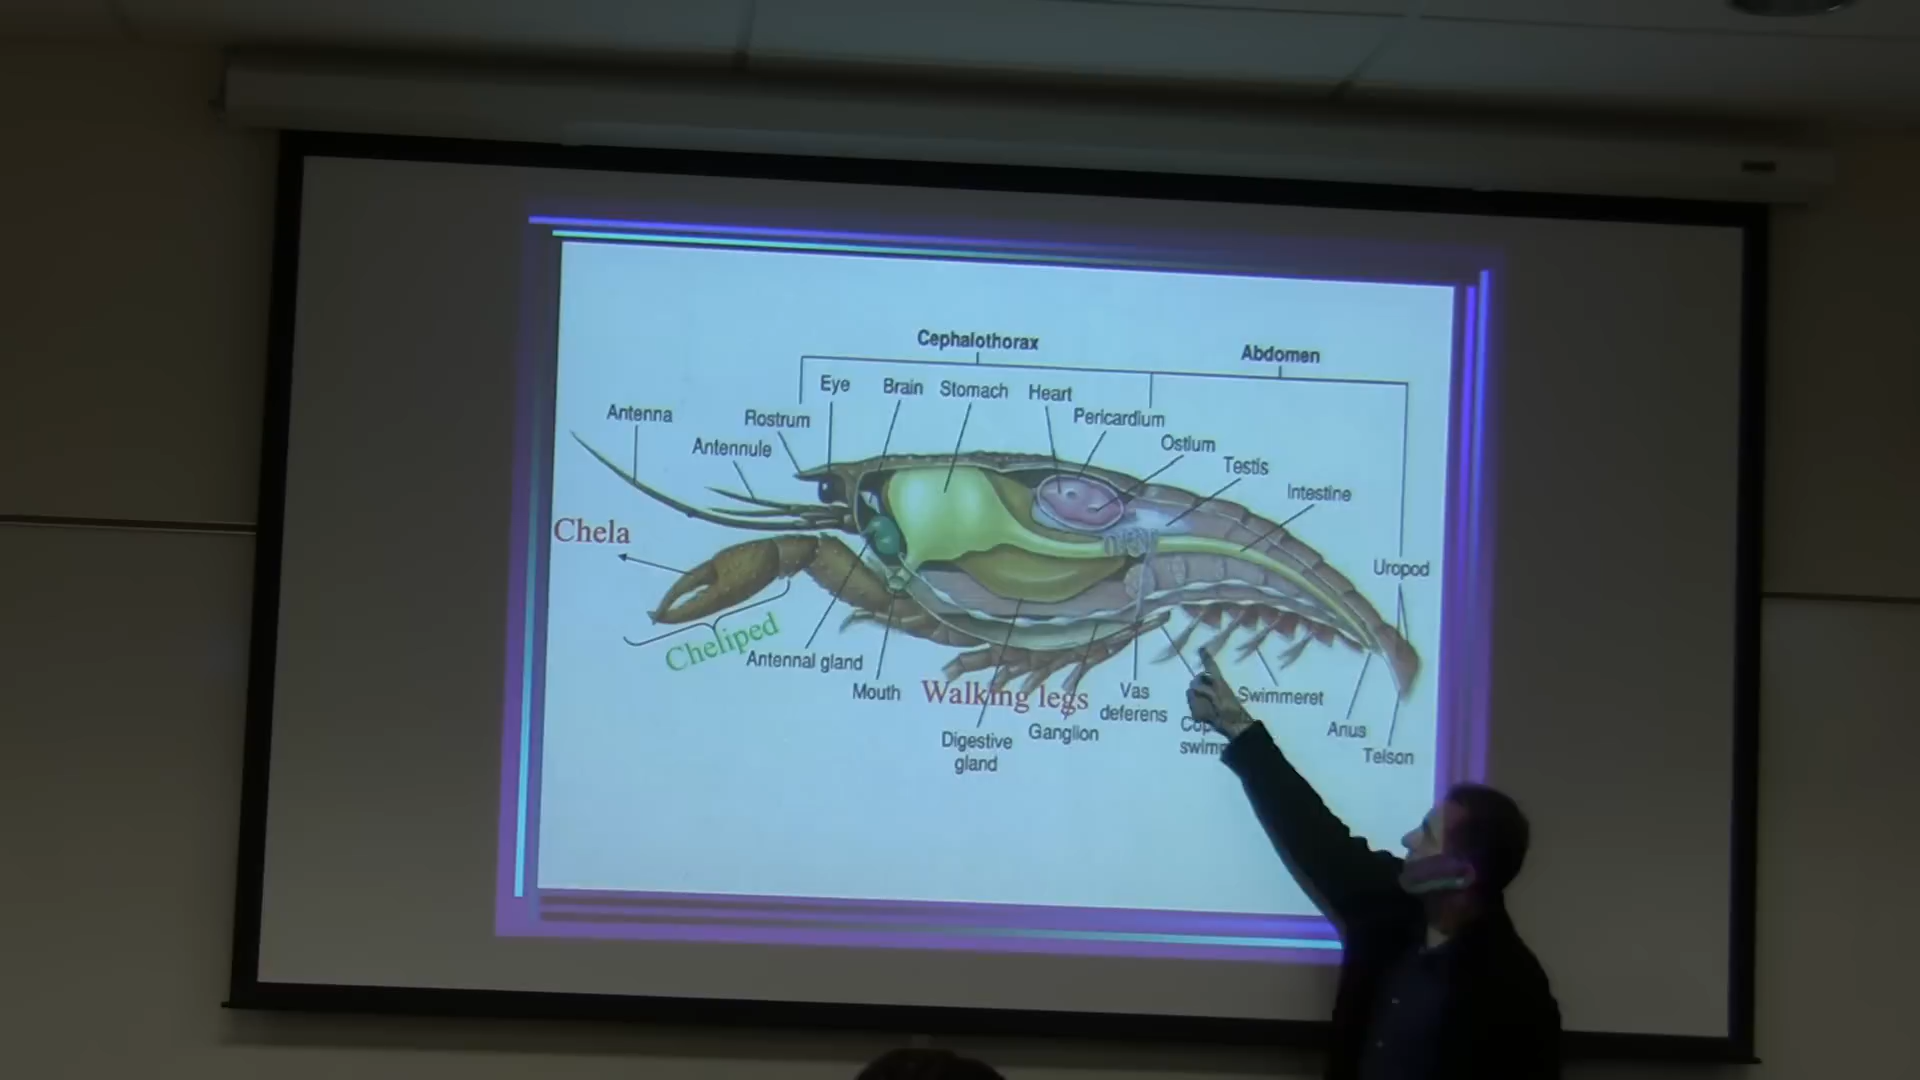 Cephalothorax
Abdomen
Eye
Brain
Stomach
Heart
Antenna
Rostrum
Pericardium
Antennule
Ostium
Testis
Intestine
Chela
Uropod
Cheliped
Antennal gland
Mouth
Walking legs
Vas
deferens
Swimmeret
Ganglion
Digestive
gland
Anus
Telson